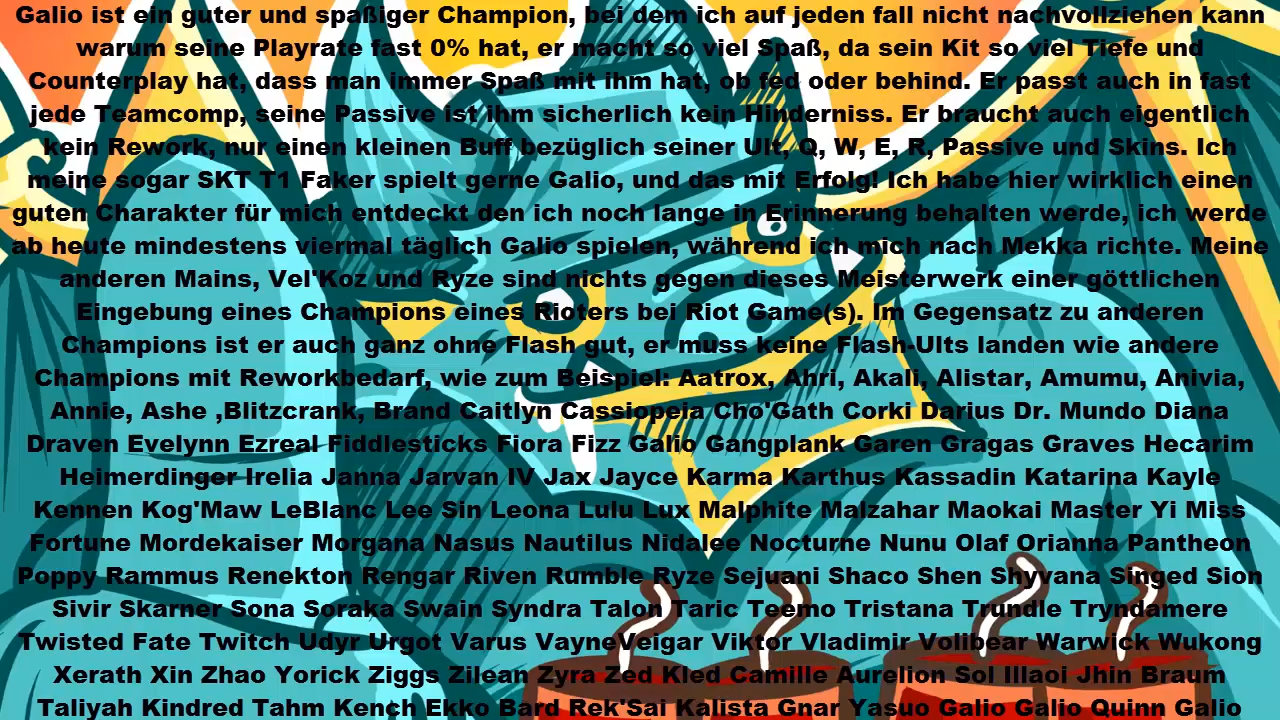 Galio ist ein guter und spaßiger Champion, bei dem ich auf jeden fall nicht nachvollziehen kann
warum seine Playrate fast 0% hat, er macht so viel Spaß, da sein Kit so viel Tiefe und
Counterplay hat, dass man immer Spaß mit ihm hat, ob fed oder behind. Er passt auch in fast
jede Teamcomp, seine Passive ist ihm sicherlich kein Hinderniss. Er braucht auch eigentlich
kein Rework, nur einen kleinen Buff bezüglich seiner Ult, Q, W, E, R, Passive und Skins. Ich
meine sogar SKT T1 Faker spielt gerne Galio, und das mit Erfolg! Ich habe hier wirklich einen
guten Charakter für mich entdeckt den ich noch lange in Erinnerung behalten werde, ich werde
ab heute mindestens viermal täglich Galio spielen, während ich mich nach Mekka richte. Meine
anderen Mains, Vel'Koz und Ryze sind nichts gegen dieses Meisterwerk einer göttlichen
Eingebung eines Champions eines Rioters bei Riot Game(s). Im Gegensatz zu anderen
Champions ist er auch ganz ohne Flash gut, er muss keine Flash-Ults landen wie andere
Champions mit Reworkbedarf, wie zum Beispiel: Aatrox, Ahri, Akali, Alistar, Amumu, Anivia,
Annie, Ashe ,Blitzcrank, Brand Caitlyn Cassiopeia Cho'Gath Corki Darius Dr. Mundo Diana
Draven Evelynn Ezreal Fiddlesticks Fiora Fizz Galio Gangplank Garen Gragas Graves Hecarim
Heimerdinger Irelia Janna Jarvan IV Jax Jayce Karma Karthus Kassadin Katarina Kayle
Kennen Kog'Maw LeBlanc Lee Sin Leona Lulu Lux Malphite Malzahar Maokai Master Yi Miss
Fortune Mordekaiser Morgana Nasus Nautilus Nidalee Nocturne Nunu Olaf Orianna Pantheon
Poppy Rammus Renekton Rengar Riven Rumble Ryze Sejuani Shaco Shen Shyvana Singed Sion
Sivir Skarner Sona Soraka Swain Syndra Talon Taric Teemo Tristana Trundle Tryndamere
Twisted Fate Twitch Udyr Urgot Varus VayneVeigar Viktor Vladimir Volibear Warwick Wukong
Xerath Xin Zhao Yorick Ziggs Zilean Zyra Zed Kled Camille Aurelion Sol Illaoi Jhin Braum
Taliyah Kindred Tahm Kench Ekko Bard Rek'Sai Kalista Gnar Yasuo Galio Galio Quinn Galio